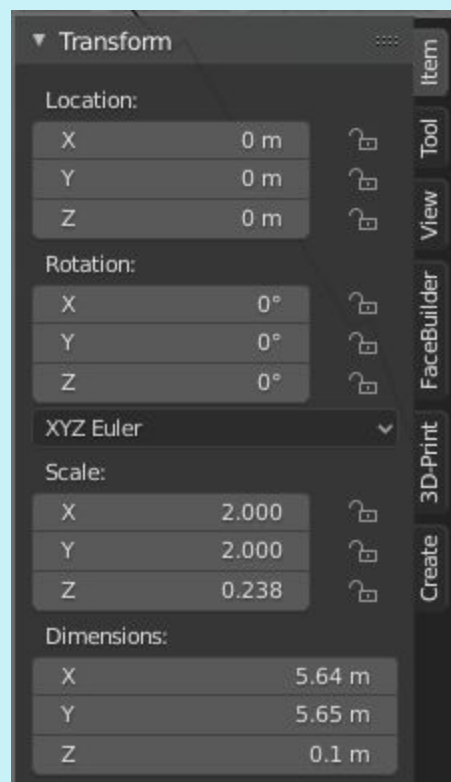 Transform
Location:
X 0 m
Y 0 m
Z 0 m
Rotation:
X 0°
Y 0°
Z 0°
XYZ Euler
Scale:
X 2.000
Y 2.000
Z 0.238
Dimensions:
X 5.64 m
Y 5.65 m
Z 0.1 m
Item
Tool
View
FaceBuilder
3D-Print
Create